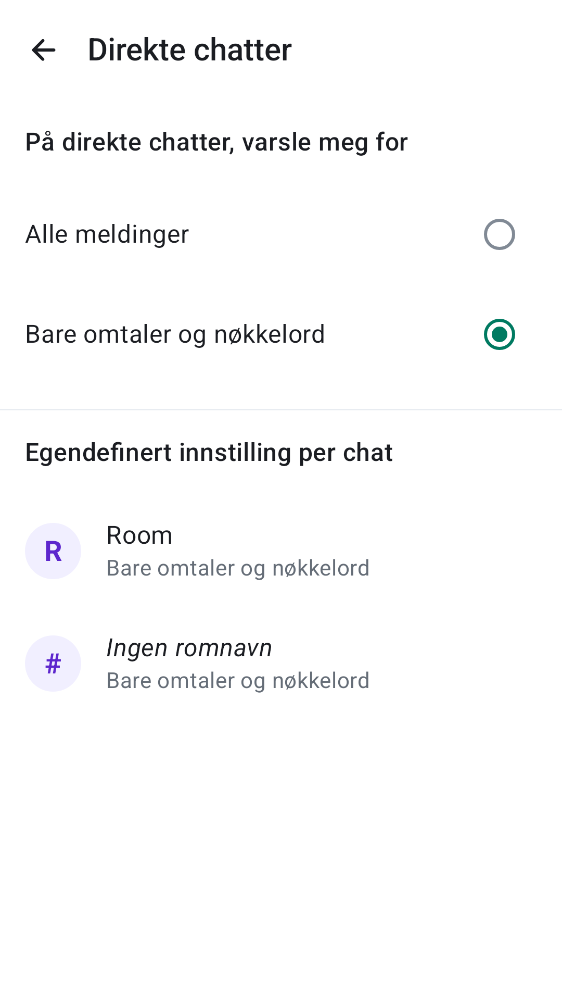 Direkte chatter
På direkte chatter, varsle meg for
Alle meldinger
Bare omtaler og nøkkelord
Egendefinert innstilling per chat
R
Room
Bare omtaler og nøkkelord
#
Ingen romnavn
Bare omtaler og nøkkelord